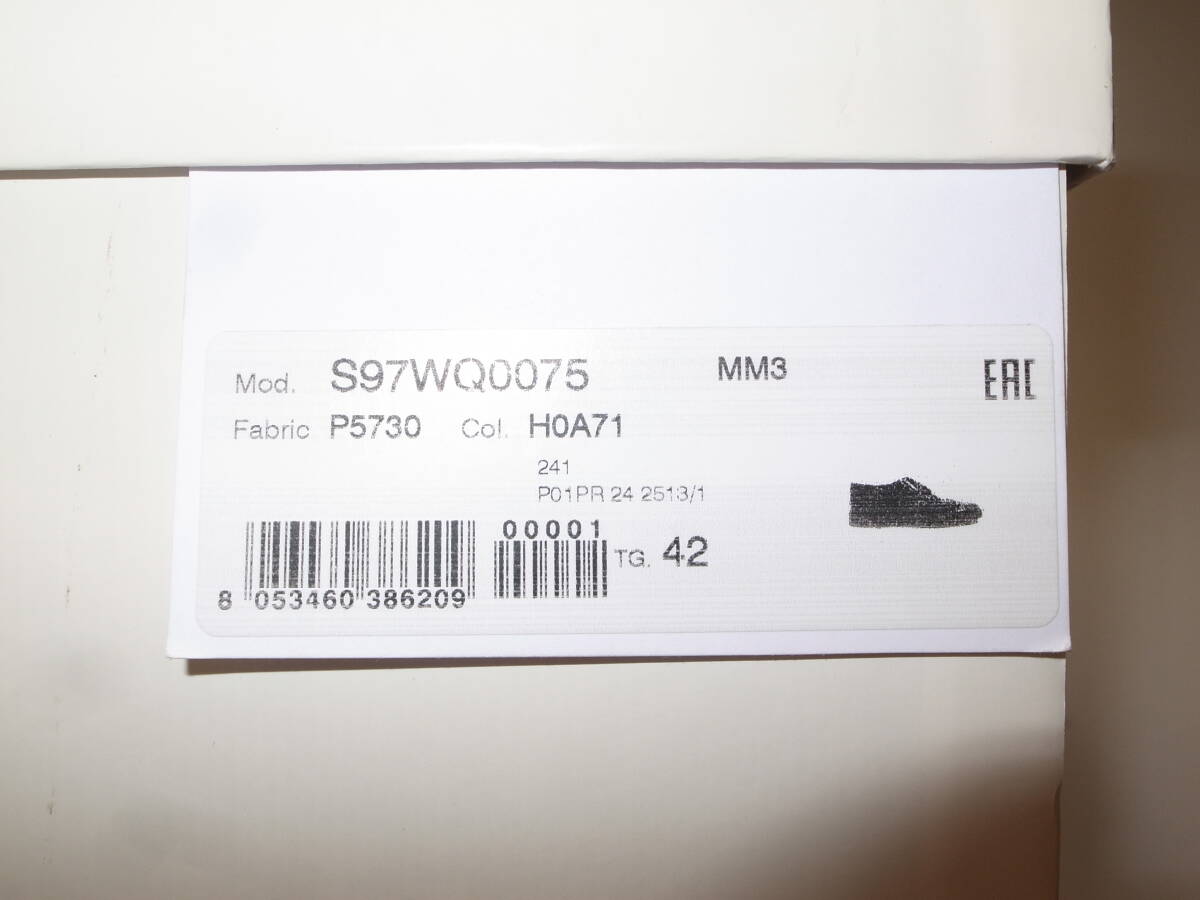 Mod. S97WQ0075 MM3 EAC
Fabric P5730 Col. H0A71
241
P01PR 24 2513/1
00001
TG. 42
8 053460 386209